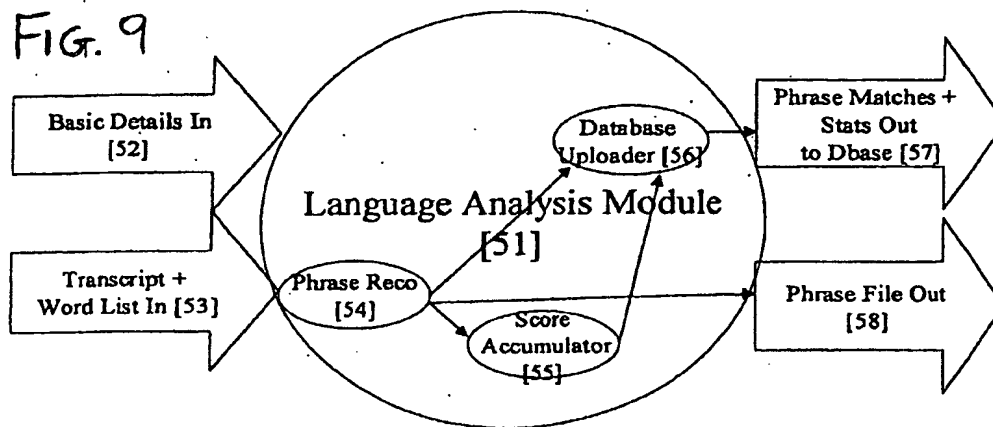 FIG. 9
Basic Details In
[52]
Transcript +
Word List In [53]
Language Analysis Module
[51]
Phrase Reco
[54]
Score
Accumulator
[55]
Database
Uploader [56]
Phrase Matches +
Stats Out
to Dbase [57]
Phrase File Out
[58]